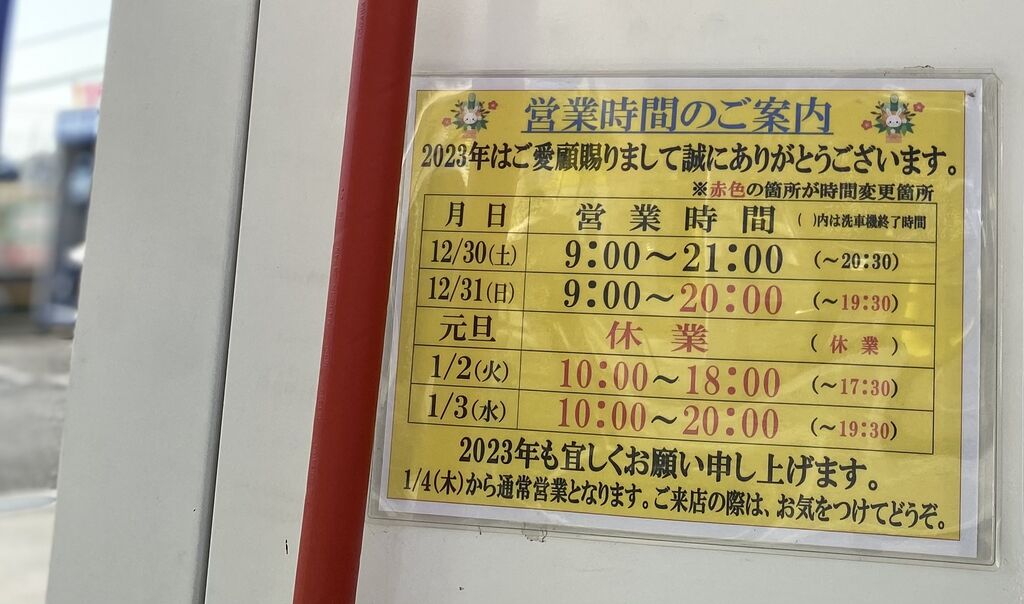 営業時間のご案内
2023年はご愛顧賜りまして誠にありがとうございます。
※赤色の箇所が時間変更箇所
月 日 営 業 時 間 ( )内は洗車機終了時間
12/30(土) 9:00～21:00 (～20:30)
12/31(日) 9:00～20:00 (～19:30)
元旦 休 業 ( 休 業 )
1/2(火) 10:00～18:00 (～17:30)
1/3(水) 10:00～20:00 (～19:30)
2023年も宜しくお願い申し上げます。
1/4(木)から通常営業となります。ご来店の際は、お気をつけてどうぞ。